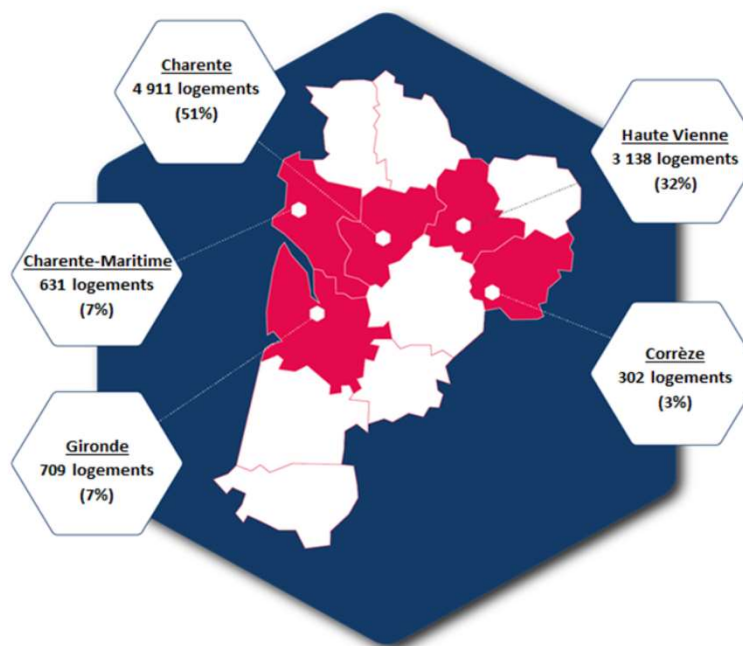 Charente
4 911 logements
(51%)
Haute Vienne
3 138 logements
(32%)
Charente-Maritime
631 logements
(7%)
Corrèze
302 logements
(3%)
Gironde
709 logements
(7%)